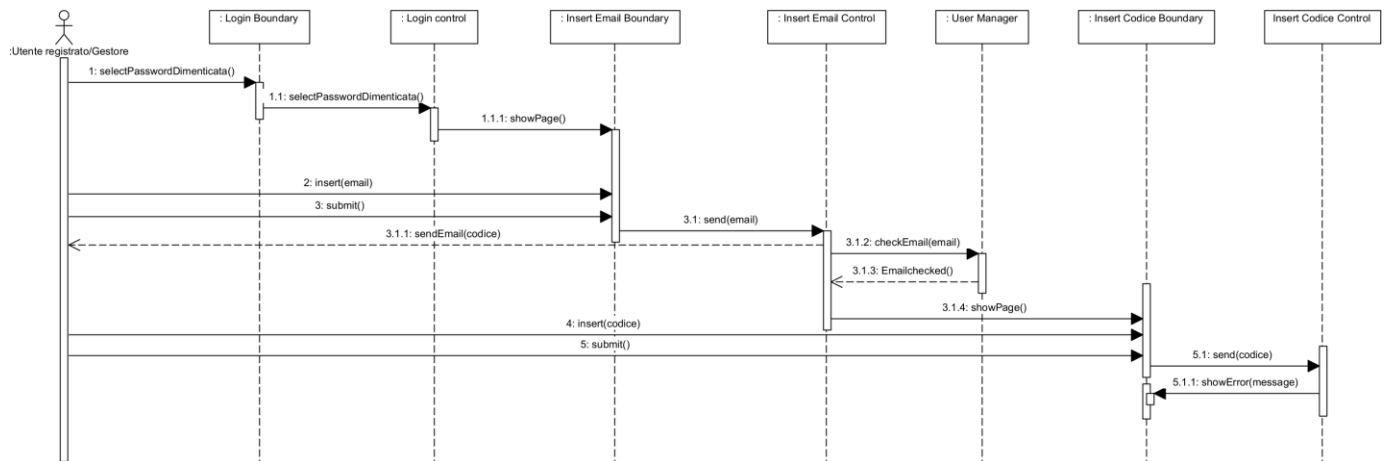 : Login Boundary
: Login control
: Insert Email Boundary
: Insert Email Control
: User Manager
: Insert Codice Boundary
Insert Codice Control
:Utente registrato/Gestore
1: selectPasswordDimenticata()
1.1: selectPasswordDimenticata()
1.1.1: showPage()
2: insert(email)
3: submit()
3.1: send(email)
3.1.1: sendEmail(codice)
3.1.2: checkEmail(email)
3.1.3: Emailchecked()
3.1.4: showPage()
4: insert(codice)
5: submit()
5.1: send(codice)
5.1.1: showError(message)